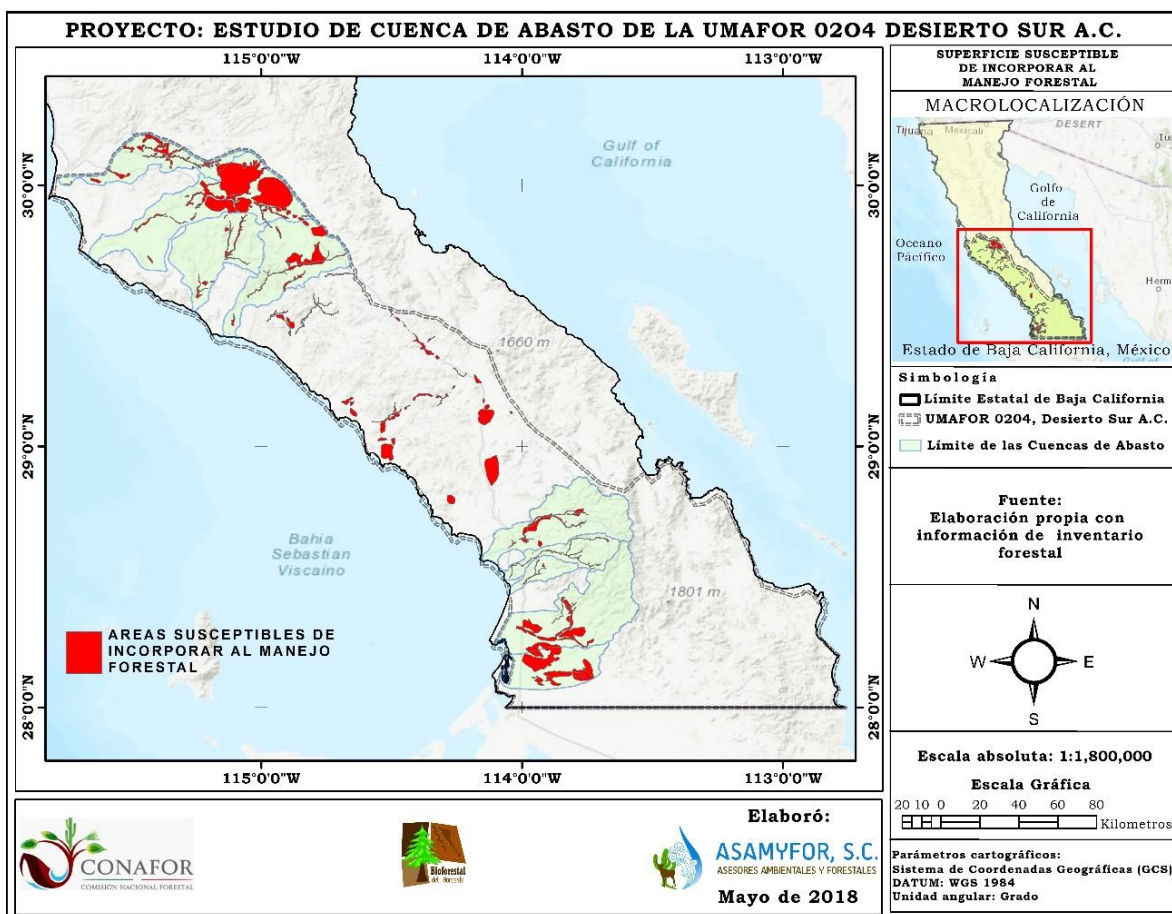 PROYECTO: ESTUDIO DE CUENCA DE ABASTO DE LA UMAFOR 02O4 DESIERTO SUR A.C.
115°0'0"W
114°0'0"W
113°0'0"W
30°0'0"N
29°0'0"N
28°0'0"N
Gulf of
California
1660 m
Bahia
Sebastian
Viscaino
1801 m
AREAS SUSCEPTIBLES DE
INCORPORAR AL MANEJO
FORESTAL
30°0'0"N
29°0'0"N
28°0'0"N
115°0'0"W
114°0'0"W
113°0'0"W
SUPERFICIE SUSCEPTIBLE
DE INCORPORAR AL
MANEJO FORESTAL
MACROLOCALIZACIÓN
Tijuana
Mexicali
DESERT
Golfo
de
California
Oceano
Pácífico
Herm
Estado de Baja California, México
Simbología
Límite Estatal de Baja California
UMAFOR 0204, Desierto Sur A.C.
Límite de las Cuencas de Abasto
Fuente:
Elaboración propia con
información de inventario
forestal
N
W
E
S
Escala absoluta: 1:1,800,000
Escala Gráfica
20 10 0 20 40 60 80
Kilometros
Parámetros cartográficos:
Sistema de Coordenadas Geográficas (GCS)
DATUM: WGS 1984
Unidad angular: Grado
CONAFOR
COMISIÓN NACIONAL FORESTAL
Bioforestal
del Noroeste
Elaboró:
ASAMYFOR, S.C.
ASESORES AMBIENTALES Y FORESTALES
Mayo de 2018